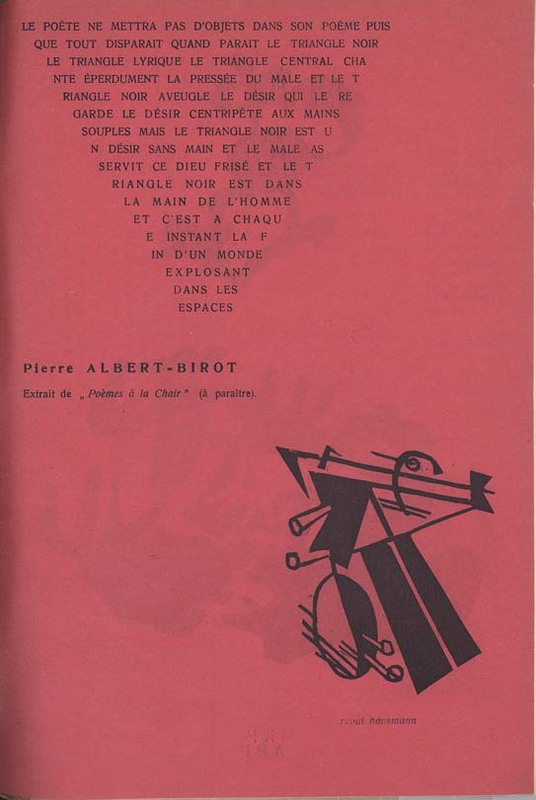 LE POÈTE NE METTRA PAS D'OBJETS DANS SON POÈME PUIS
QUE TOUT DISPARAIT QUAND PARAIT LE TRIANGLE NOIR
LE TRIANGLE LYRIQUE LE TRIANGLE CENTRAL CHA
NTE ÉPERDUMENT LA PRESSÉE DU MALE ET LE T
RIANGLE NOIR AVEUGLE LE DÉSIR QUI LE RE
GARDE LE DÉSIR CENTRIPÈTE AUX MAINS
SOUPLES MAIS LE TRIANGLE NOIR EST U
N DÉSIR SANS MAIN ET LE MALE AS
SERVIT CE DIEU FRISÉ ET LE T
RIANGLE NOIR EST DANS
LA MAIN DE L'HOMME
ET C'EST A CHAQU
E INSTANT LA F
IN D'UN MONDE
EXPLOSANT
DANS LES
ESPACES
Pierre ALBERT-BIROT
Extrait de „Poèmes à la Chair" (à paraître).
raoul hausmann